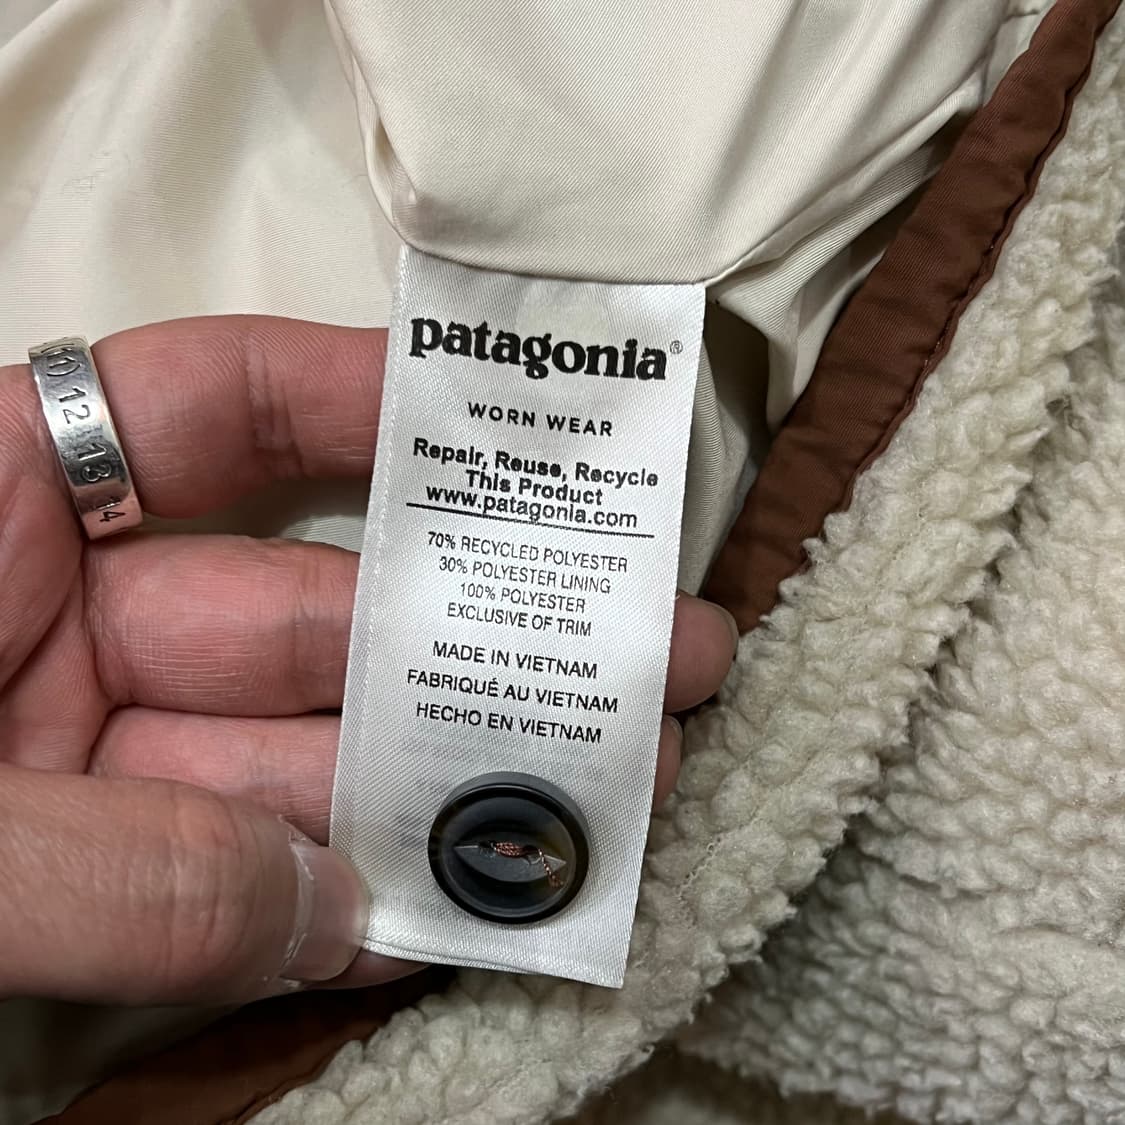 patagonia®
WORN WEAR
Repair, Reuse, Recycle
This Product
www.patagonia.com
70% RECYCLED POLYESTER
30% POLYESTER LINING
100% POLYESTER
EXCLUSIVE OF TRIM
MADE IN VIETNAM
FABRIQUÉ AU VIETNAM
HECHO EN VIETNAM
11 12 13 14